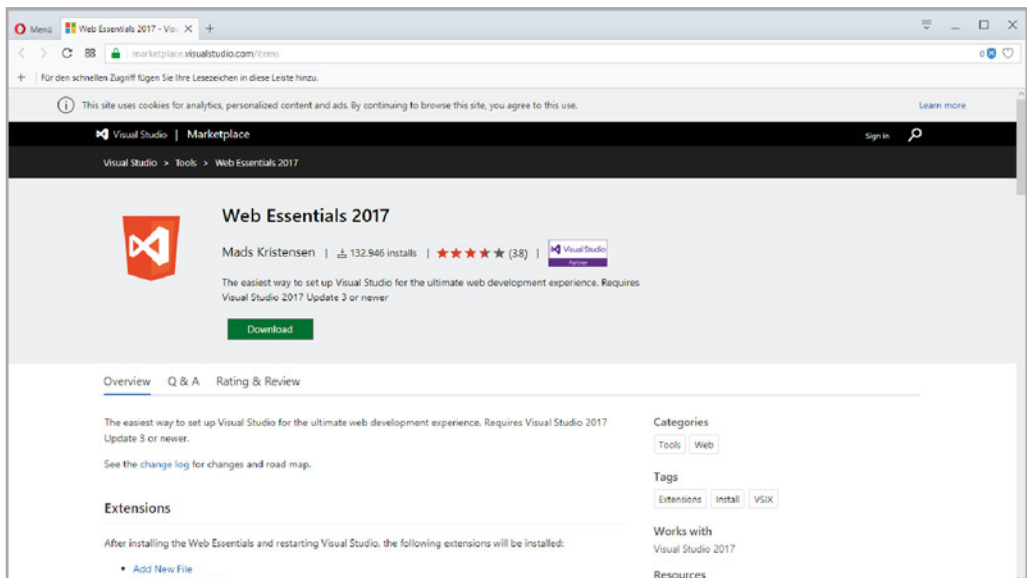 Menü Web Essentials 2017 - Visu
marketplace.visualstudio.com/items
Für den schnellen Zugriff fügen Sie Ihre Lesezeichen in diese Leiste hinzu.
This site uses cookies for analytics, personalized content and ads. By continuing to browse this site, you agree to this use. Learn more
Visual Studio | Marketplace Sign in
Visual Studio > Tools > Web Essentials 2017
Web Essentials 2017
Mads Kristensen | 132.946 installs | ★★★★★ (38) | Visual Studio
Partner
The easiest way to set up Visual Studio for the ultimate web development experience. Requires
Visual Studio 2017 Update 3 or newer
Download
Overview Q & A Rating & Review
The easiest way to set up Visual Studio for the ultimate web development experience. Requires Visual Studio 2017
Update 3 or newer.
See the change log for changes and road map.
Extensions
After installing the Web Essentials and restarting Visual Studio, the following extensions will be installed:
• Add New File
Categories
Tools Web
Tags
Extensions Install VSIX
Works with
Visual Studio 2017
Resources